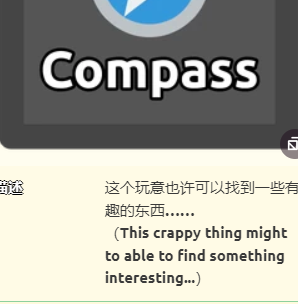 Compass
描述
这个玩意也许可以找到一些有
趣的东西……
（This crappy thing might
to able to find something
interesting...）